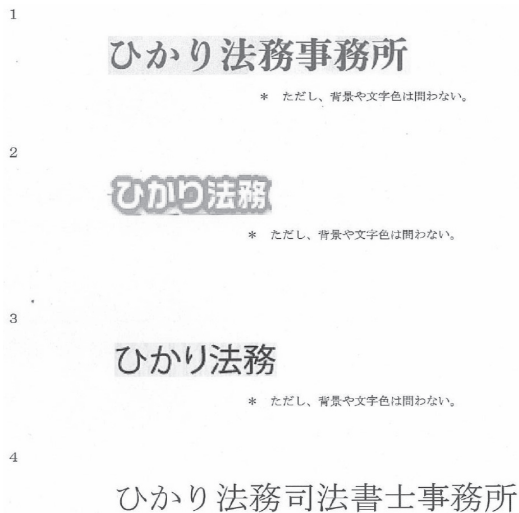 1
ひかり法務事務所
* ただし、背景や文字色は問わない。
2
ひかり法務
* ただし、背景や文字色は問わない。
3
ひかり法務
* ただし、背景や文字色は問わない。
4
ひかり法務司法書士事務所